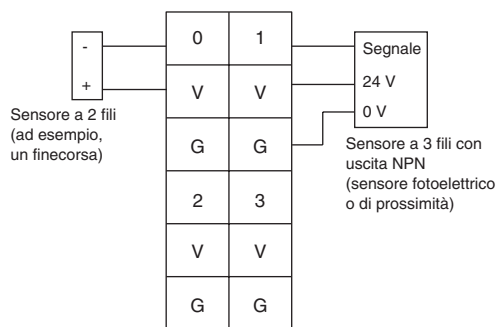 -
+
Sensore a 2 fili
(ad esempio,
un finecorsa)
0 1
V V
G G
2 3
V V
G G
Segnale
24 V
0 V
Sensore a 3 fili con
uscita NPN
(sensore fotoelettrico
o di prossimità)